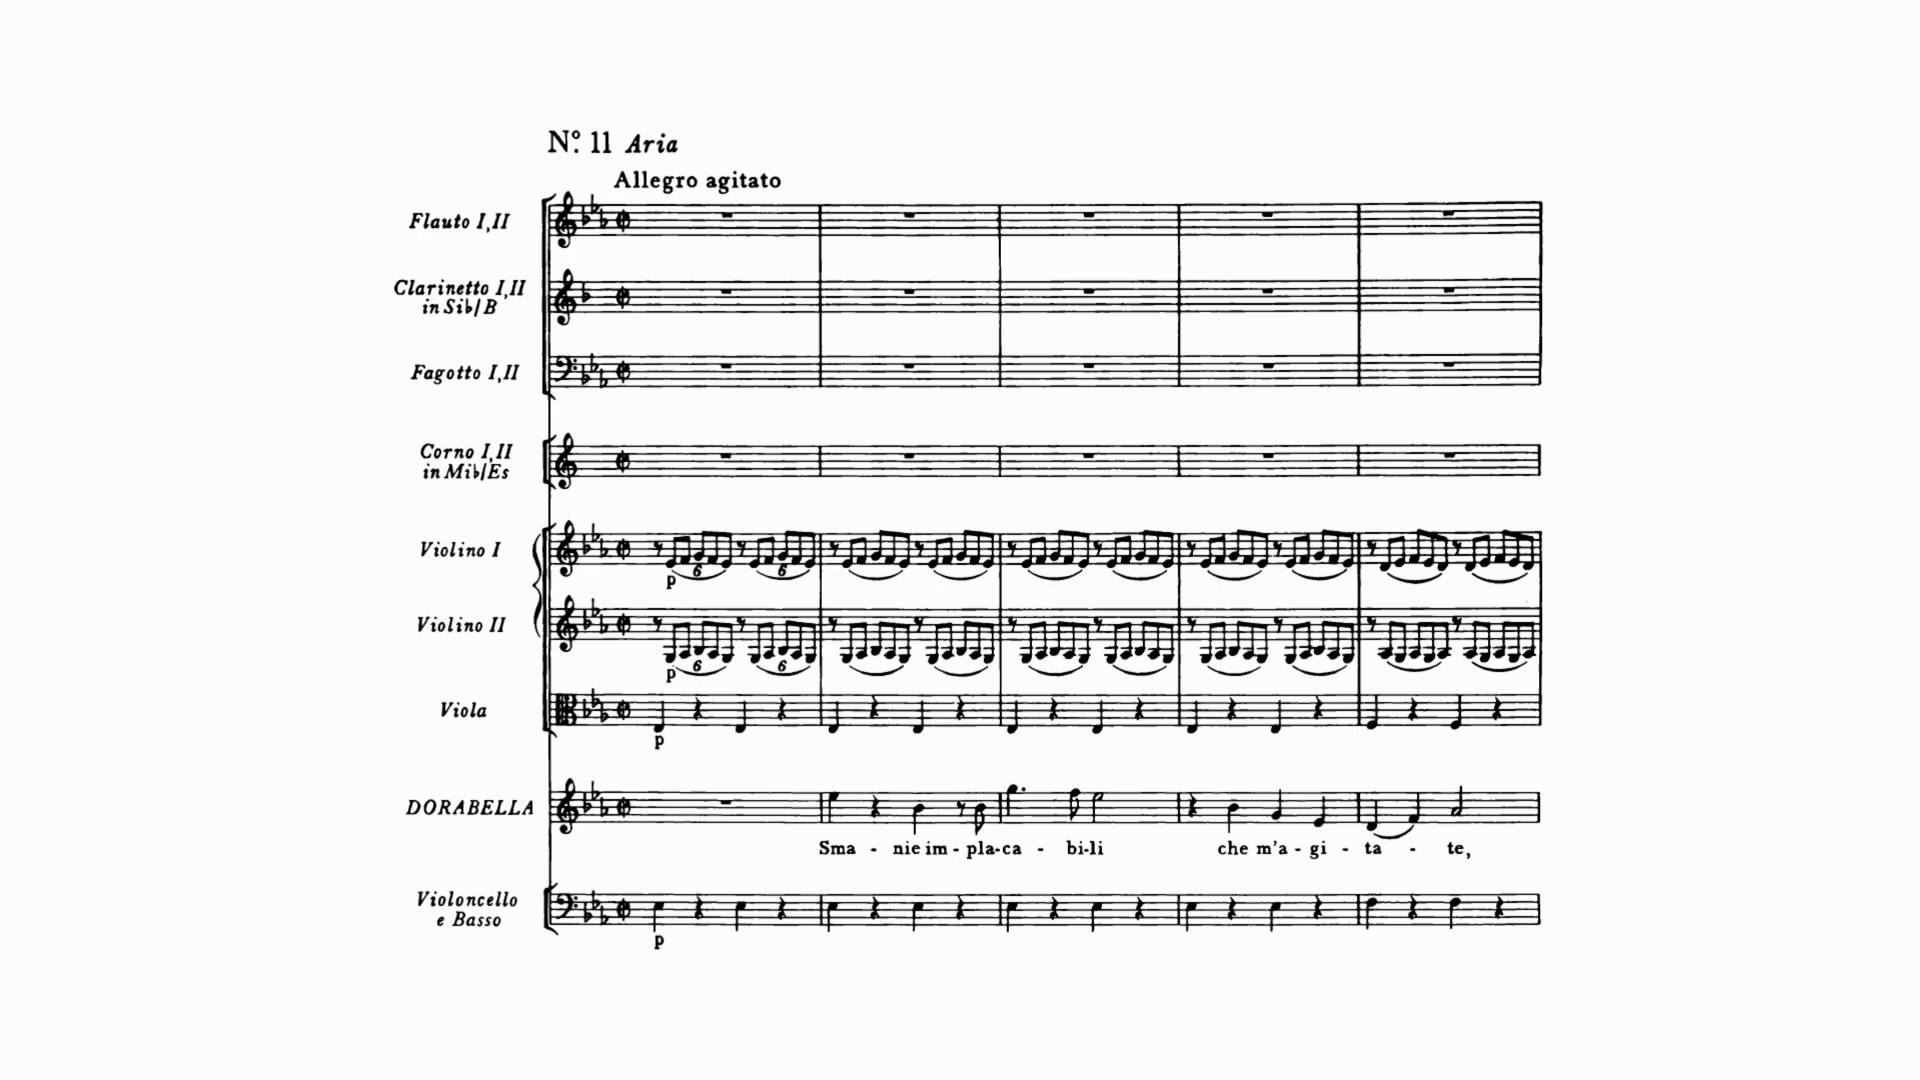 Nº. 11 Aria
Allegro agitato
Flauto I,II
Clarinetto I,II
in Si♭/B
Fagotto I,II
Corno I,II
in Mi♭/Es
Violino I
6 6
p
Violino II
6 6
p
Viola
p
DORABELLA
Sma - nie im - pla-ca - bi-li che m'a - gi - ta - te,
Violoncello
e Basso
p